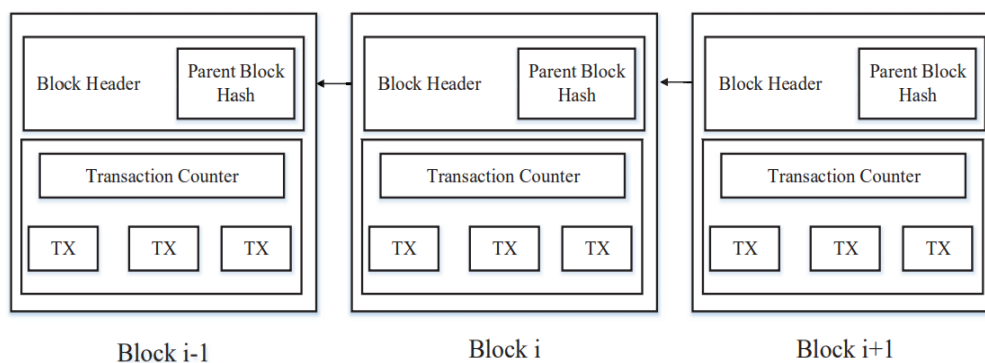 Block Header
Parent Block
Hash
Transaction Counter
TX TX TX
Block i-1
Block Header
Parent Block
Hash
Transaction Counter
TX TX TX
Block i
Block Header
Parent Block
Hash
Transaction Counter
TX TX TX
Block i+1